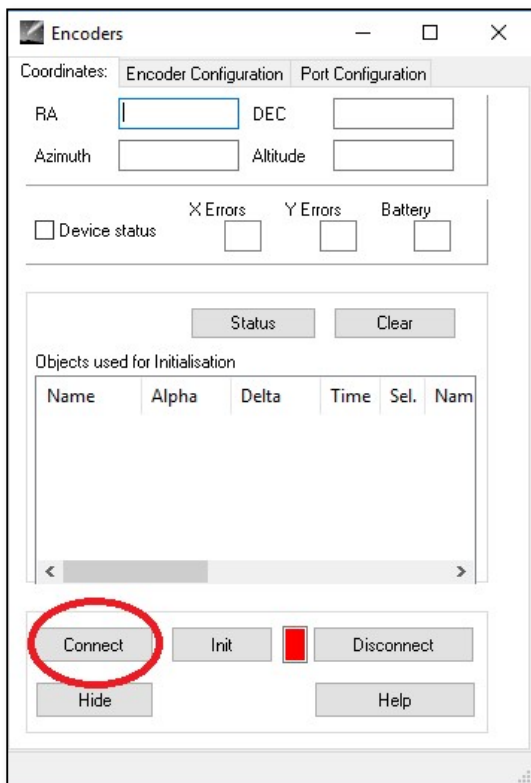 Encoders
Coordinates: Encoder Configuration Port Configuration
RA DEC
Azimuth Altitude
X Errors Y Errors Battery
Device status
Status Clear
Objects used for Initialisation
Name Alpha Delta Time Sel. Nam
Connect Init Disconnect
Hide Help